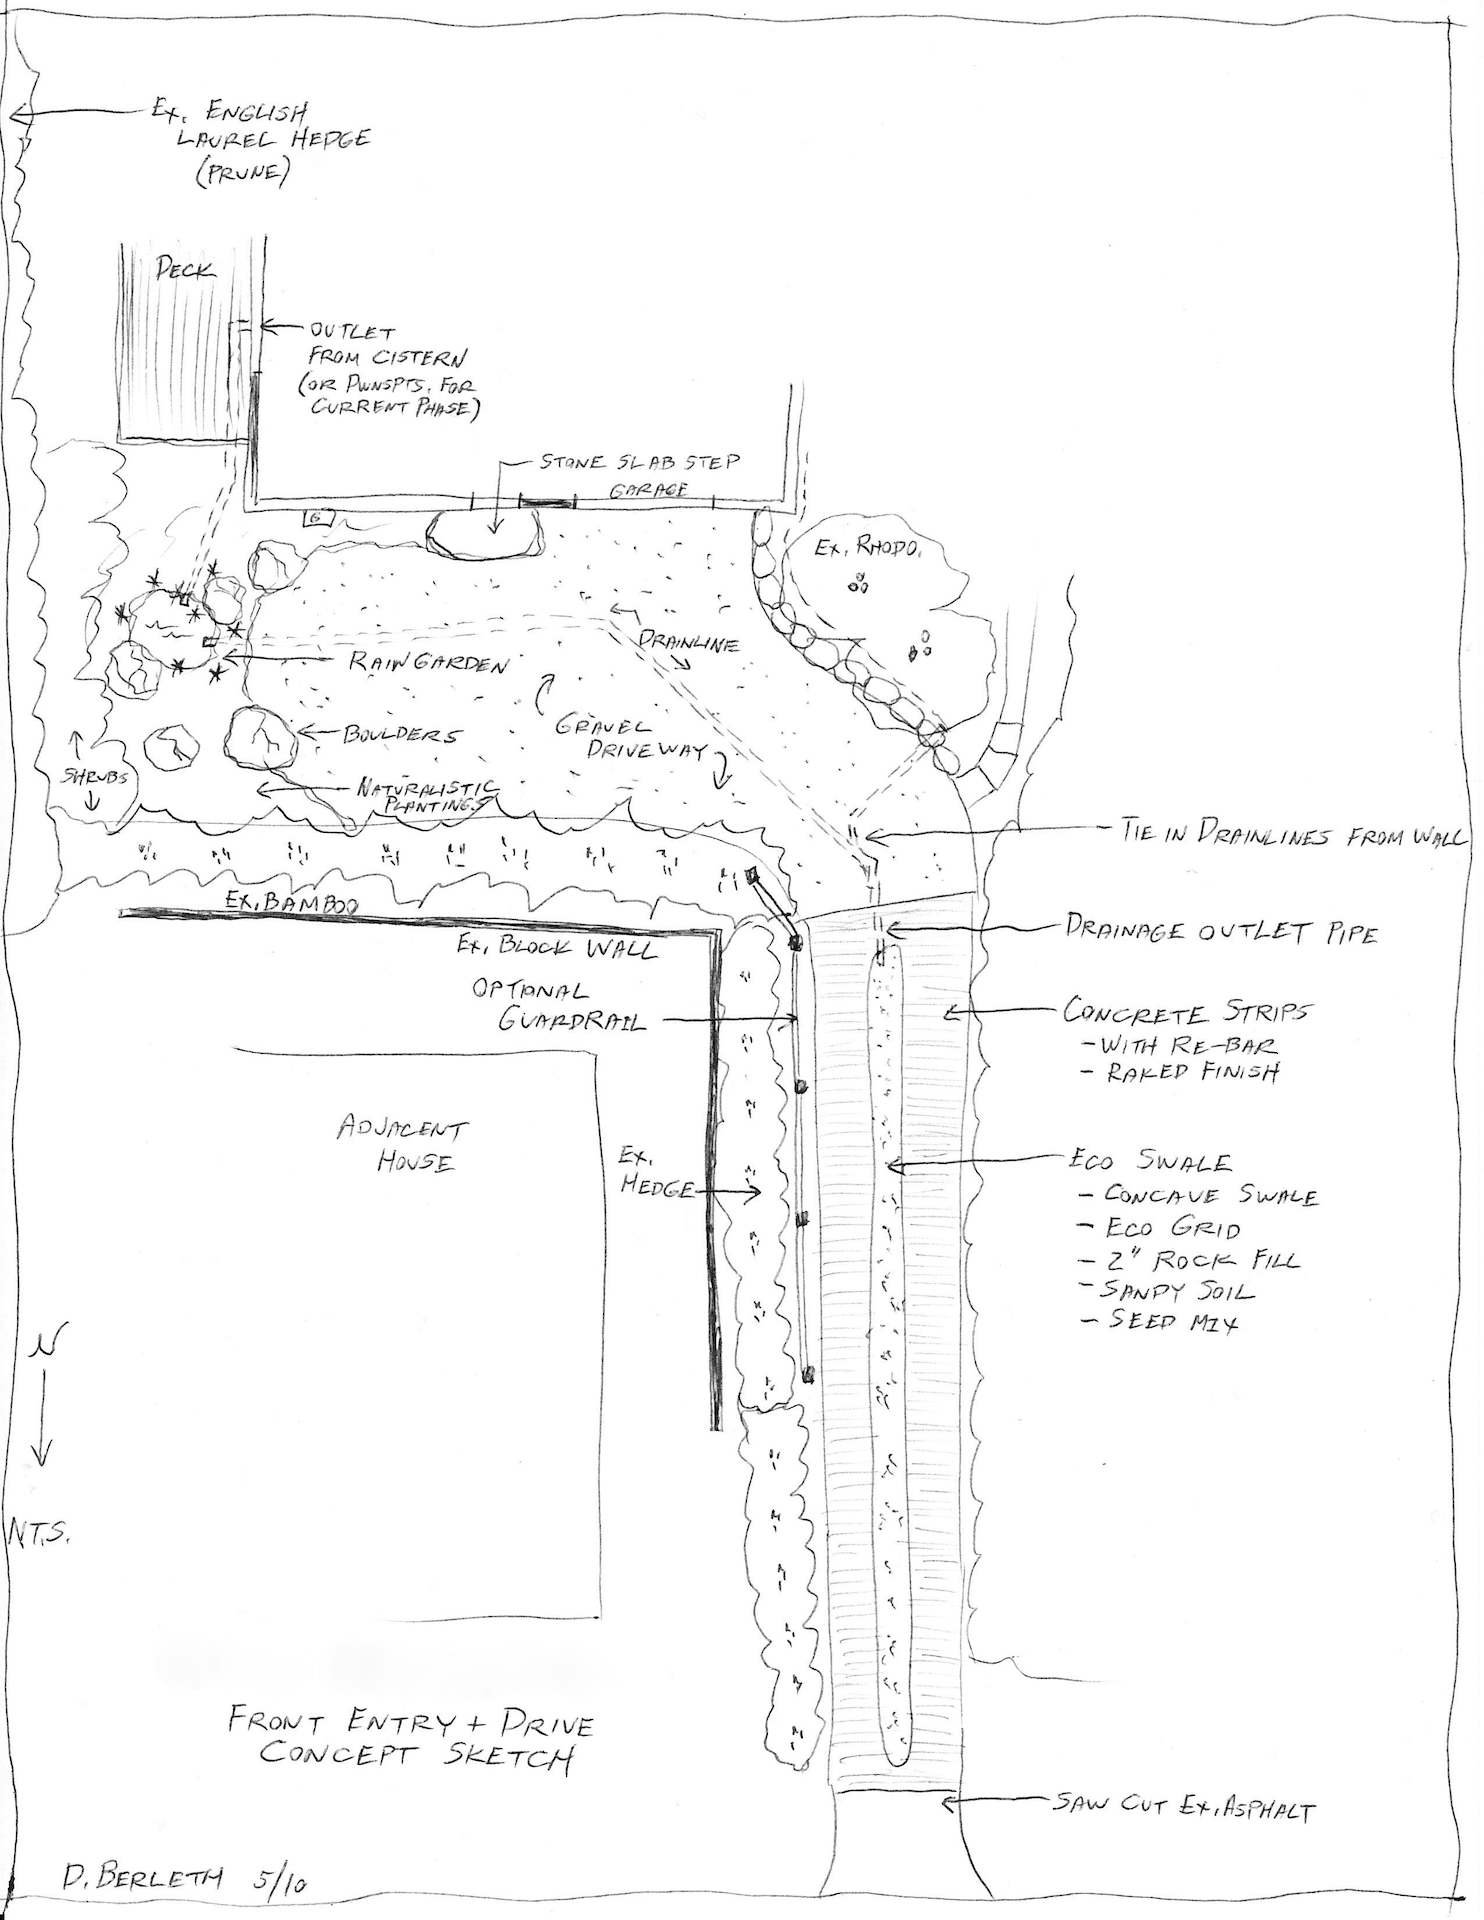 Ex. ENGLISH
LAUREL HEDGE
(PRUNE)
DECK
OUTLET
FROM CISTERN
(OR DWNSPTS. FOR
CURRENT PHASE)
STONE SLAB STEP
GARAGE
G
Ex. RHODO.
DRAINLINE
RAIN GARDEN
GRAVEL
DRIVEWAY
BOULDERS
SHRUBS
NATURALISTIC
PLANTINGS
TIE IN DRAINLINES FROM WALL
Ex. BAMBOO
Ex. BLOCK WALL
DRAINAGE OUTLET PIPE
OPTIONAL
GUARDRAIL
CONCRETE STRIPS
- WITH RE-BAR
- RAKED FINISH
ADJACENT
HOUSE
Ex.
HEDGE
ECO SWALE
- CONCAVE SWALE
- ECO GRID
- 2" ROCK FILL
- SANDY SOIL
- SEED MIX
N
N.T.S.
FRONT ENTRY + DRIVE
CONCEPT SKETCH
SAW CUT Ex. ASPHALT
D. BERLETH 5/10